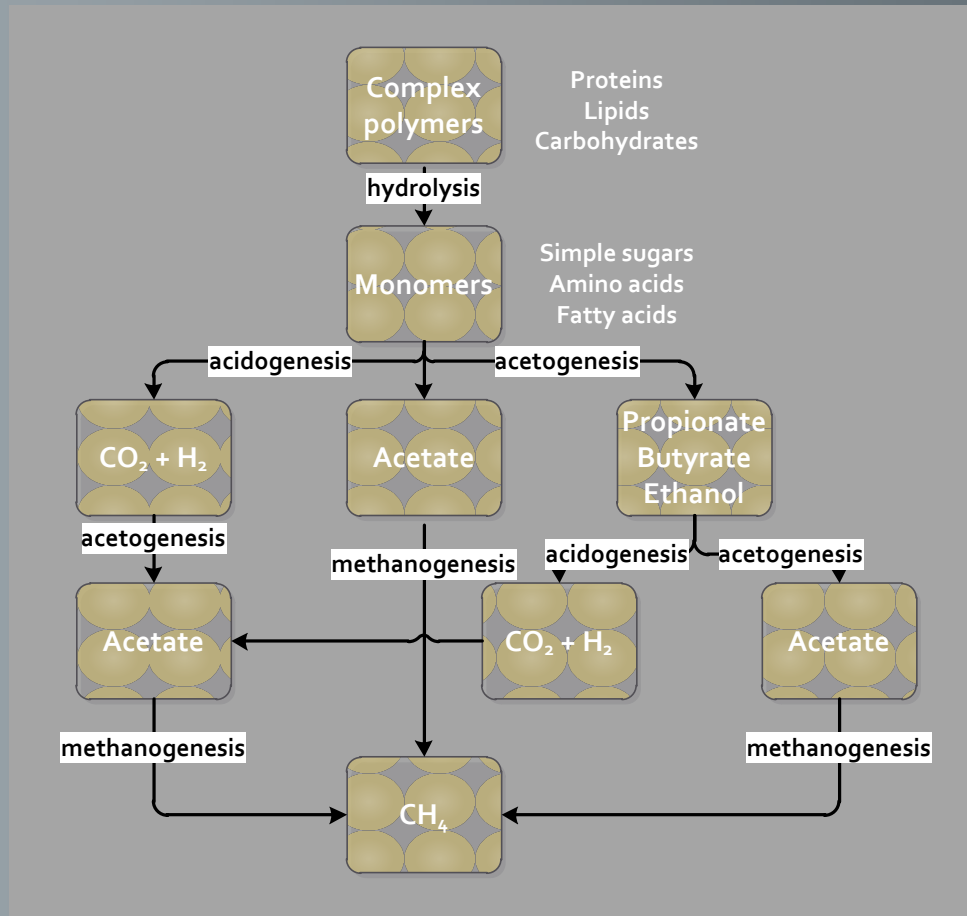 Complex
polymers
Proteins
Lipids
Carbohydrates
hydrolysis
Monomers
Simple sugars
Amino acids
Fatty acids
acidogenesis
acetogenesis
CO₂ + H₂
Acetate
Propionate
Butyrate
Ethanol
acetogenesis
methanogenesis
acidogenesis
acetogenesis
Acetate
CO₂ + H₂
Acetate
methanogenesis
methanogenesis
CH₄